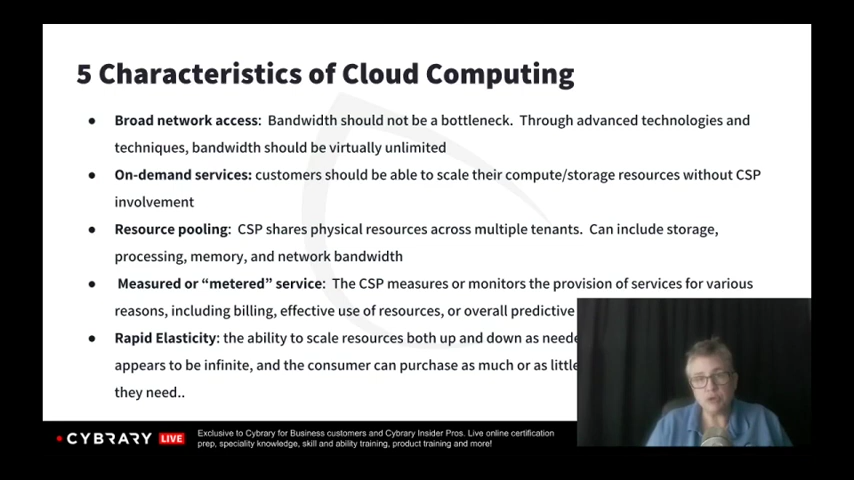 5 Characteristics of Cloud Computing
● Broad network access: Bandwidth should not be a bottleneck. Through advanced technologies and
techniques, bandwidth should be virtually unlimited
● On-demand services: customers should be able to scale their compute/storage resources without CSP
involvement
● Resource pooling: CSP shares physical resources across multiple tenants. Can include storage,
processing, memory, and network bandwidth
● Measured or “metered” service: The CSP measures or monitors the provision of services for various
reasons, including billing, effective use of resources, or overall predictive
● Rapid Elasticity: the ability to scale resources both up and down as neede
appears to be infinite, and the consumer can purchase as much or as little
they need..
CYBRARY LIVE
Exclusive to Cybrary for Business customers and Cybrary Insider Pros. Live online certification
prep, speciality knowledge, skill and ability training, product training and more!